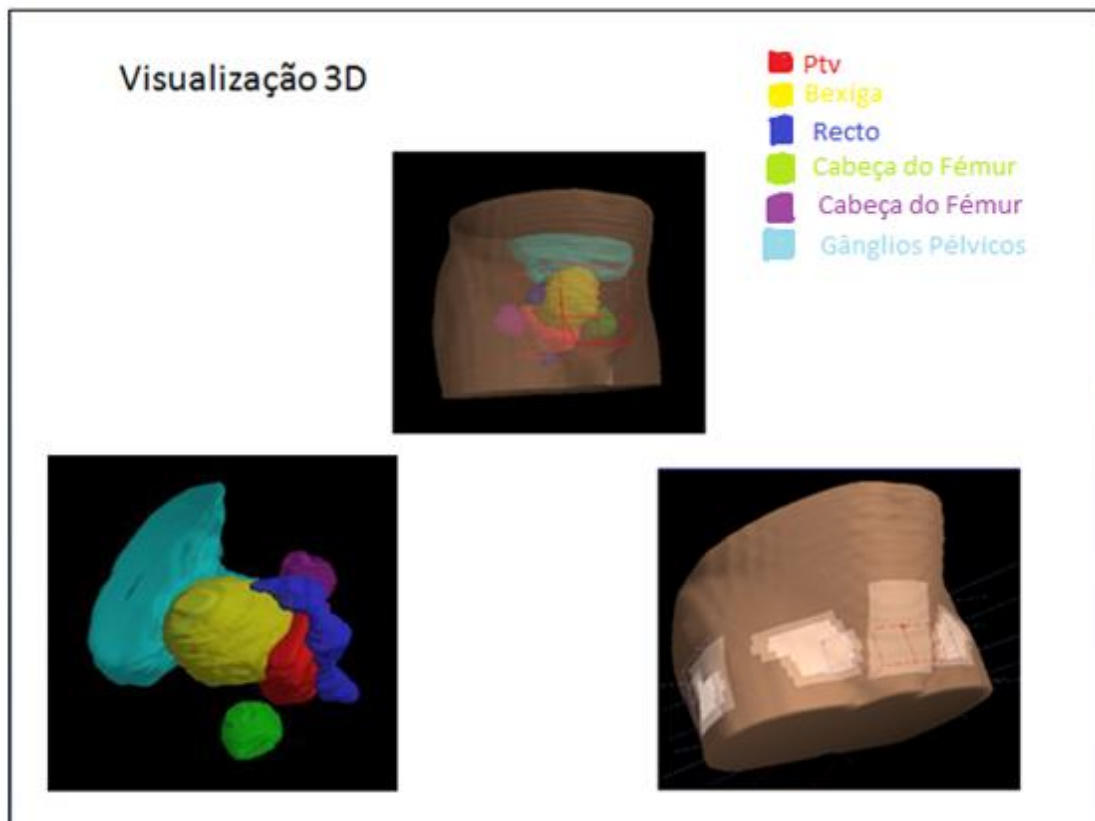 Visualização 3D
Ptv
Bexiga
Recto
Cabeça do Fémur
Cabeça do Fémur
Gânglios Pélvicos